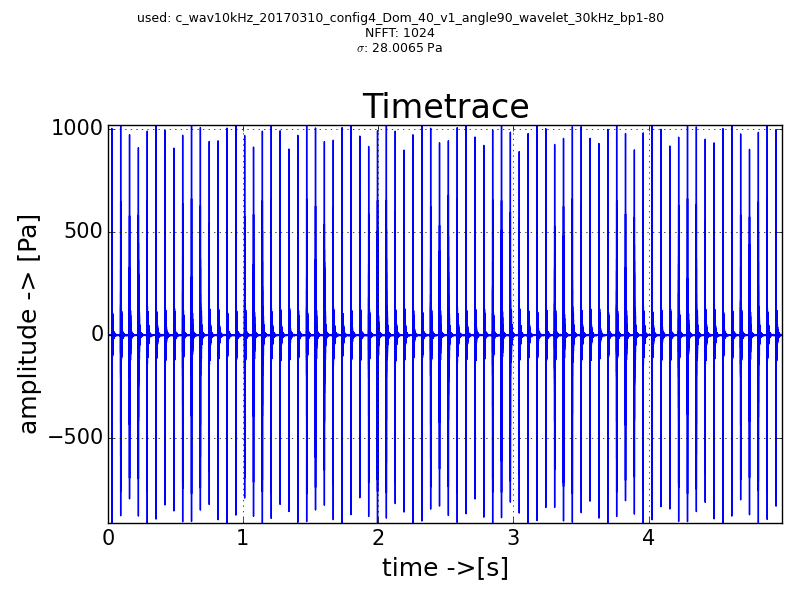 used: c_wav10kHz_20170310_config4_Dom_40_v1_angle90_wavelet_30kHz_bp1-80
NFFT: 1024
σ: 28.0065 Pa
Timetrace
1000
500
0
−500
amplitude -> [Pa]
0 1 2 3 4
time ->[s]